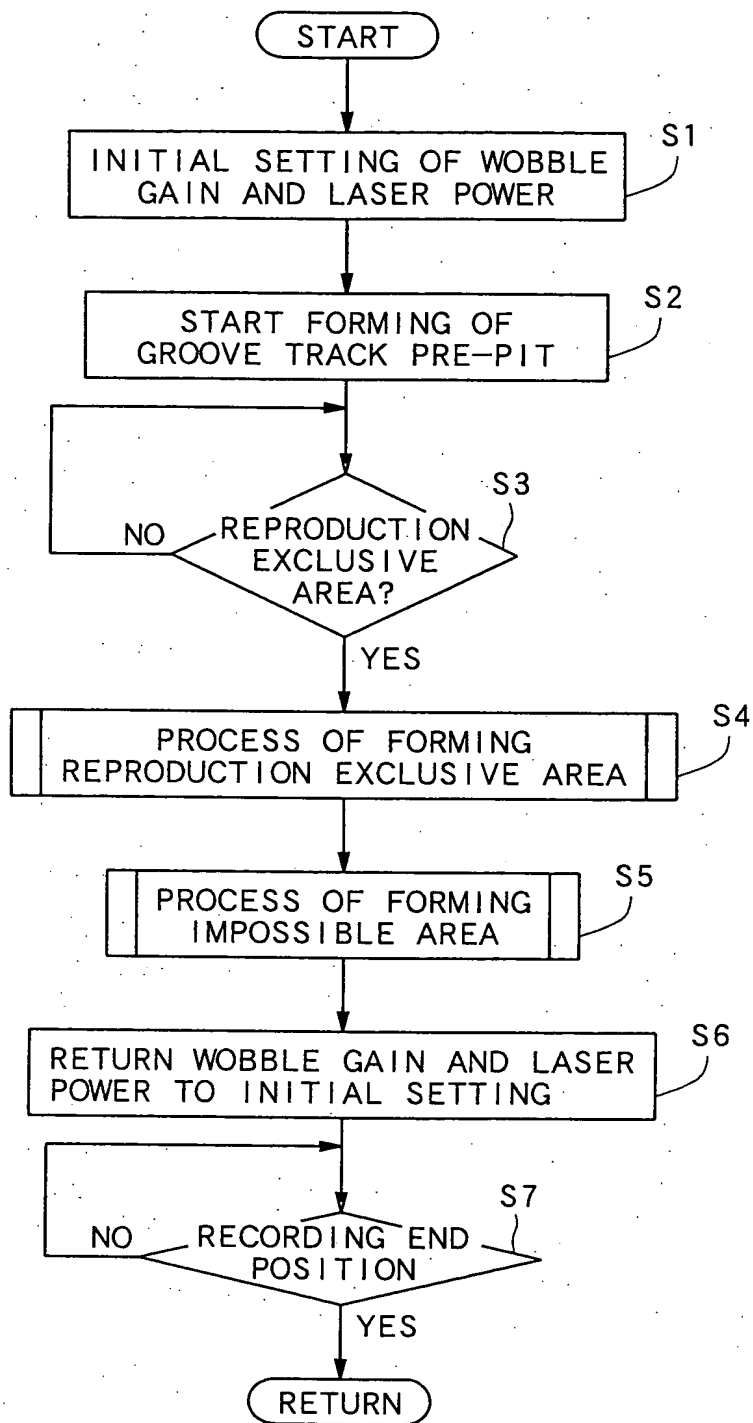 START
INITIAL SETTING OF WOBBLE
GAIN AND LASER POWER
S1
START FORMING OF
GROOVE TRACK PRE-PIT
S2
REPRODUCTION
EXCLUSIVE
AREA?
S3
NO
YES
PROCESS OF FORMING
REPRODUCTION EXCLUSIVE AREA
S4
PROCESS OF FORMING
IMPOSSIBLE AREA
S5
RETURN WOBBLE GAIN AND LASER
POWER TO INITIAL SETTING
S6
RECORDING END
POSITION
S7
NO
YES
RETURN